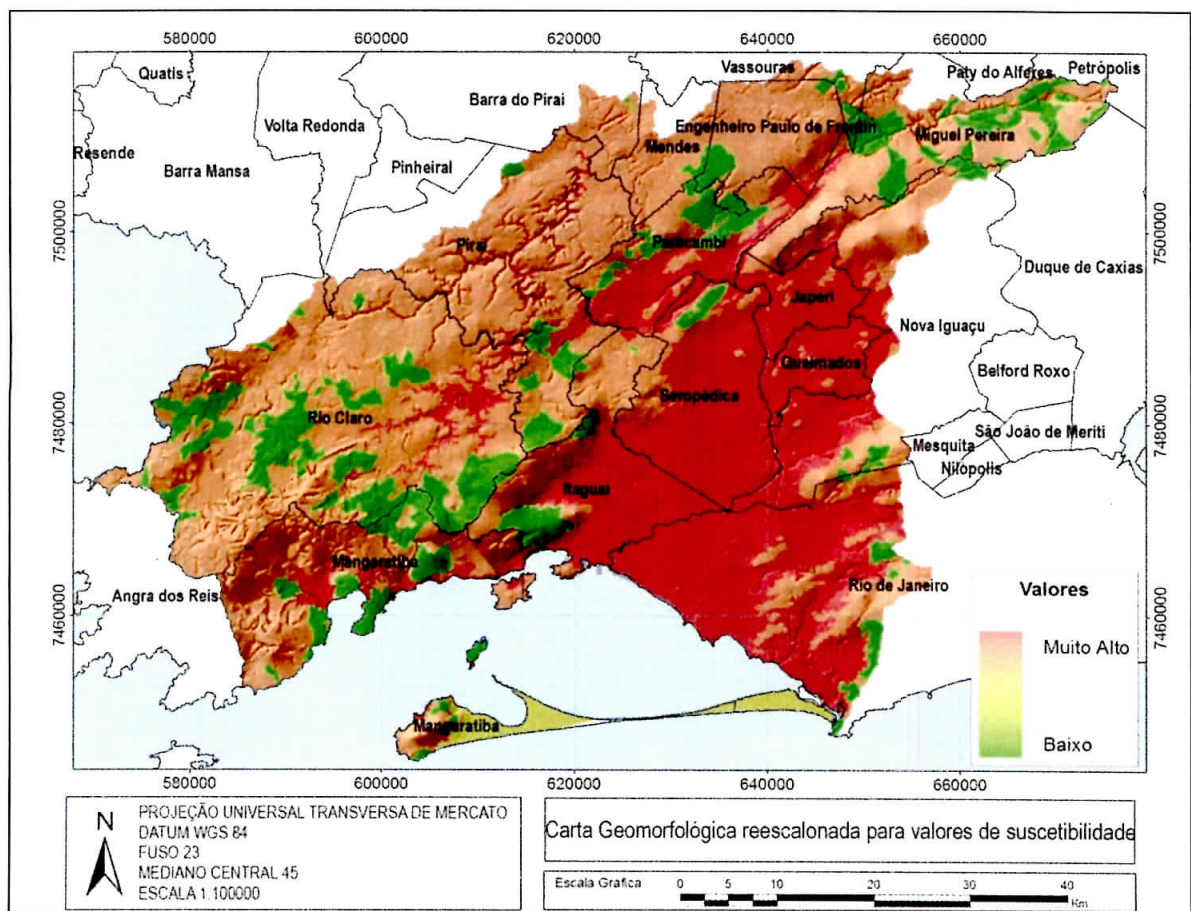 580000 600000 620000 640000 660000
Quatis
Vassouras
Paty do Alferes
Petrópolis
Barra do Pirai
Volta Redonda
Engenheiro Paulo de Frontin
Miguel Pereira
Mendes
Resende
Barra Mansa
Pinheiral
7500000
7500000
Piraí
Paracambi
Duque de Caxias
Japeri
Nova Iguaçu
Queimados
Belford Roxo
Seropédica
Rio Claro
7480000
7480000
São João de Meriti
Mesquita
Nilópolis
Itaguaí
Mangaratiba
Angra dos Reis
Rio de Janeiro
7460000
7460000
Valores
Muito Alto
Baixo
Mangaratiba
580000 600000 620000 640000 660000
N
PROJEÇÃO UNIVERSAL TRANSVERSA DE MERCATO
DATUM WGS 84
FUSO 23
MEDIANO CENTRAL 45
ESCALA 1:100000
Carta Geomorfológica reescalonada para valores de suscetibilidade
Escala Gráfica
0 5 10 20 30 40
Km